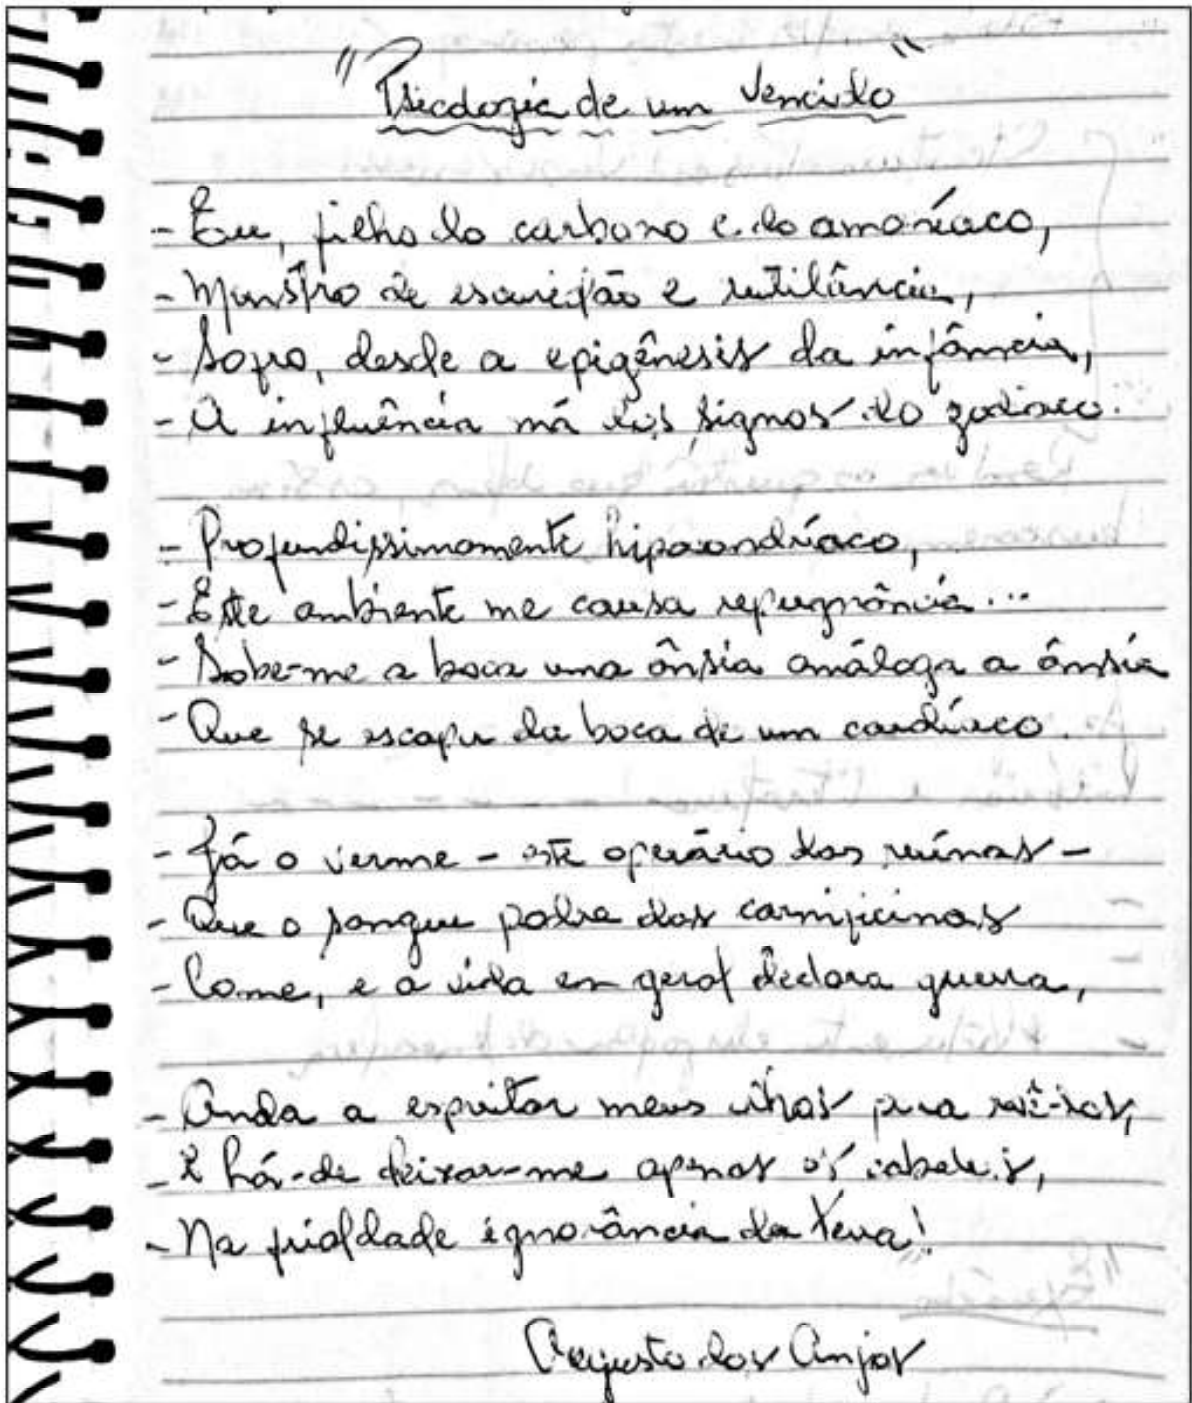 "Psicologia de um vencido"
- Eu, filho do carbono e do amoníaco,
- Monstro de escuridão e rutilância,
- Sofro, desde a epigênesis da infância,
- A influência má dos signos do zodíaco.
- Profundissimamente hipocondríaco,
- Este ambiente me causa repugnância...
- Sobe-me a boca uma ânsia análoga a ânsia
- Que se escapa da boca de um cardíaco.
- Já o verme - este operário das ruínas -
- Que o sangue podre das carnificinas
- Come, e a vida em geral declara guerra,
- Anda a espreitar meus olhos para roê-los,
- E há-de deixar-me apenas os cabelos,
- Na frialdade ignorância da terra!
Augusto dos Anjos